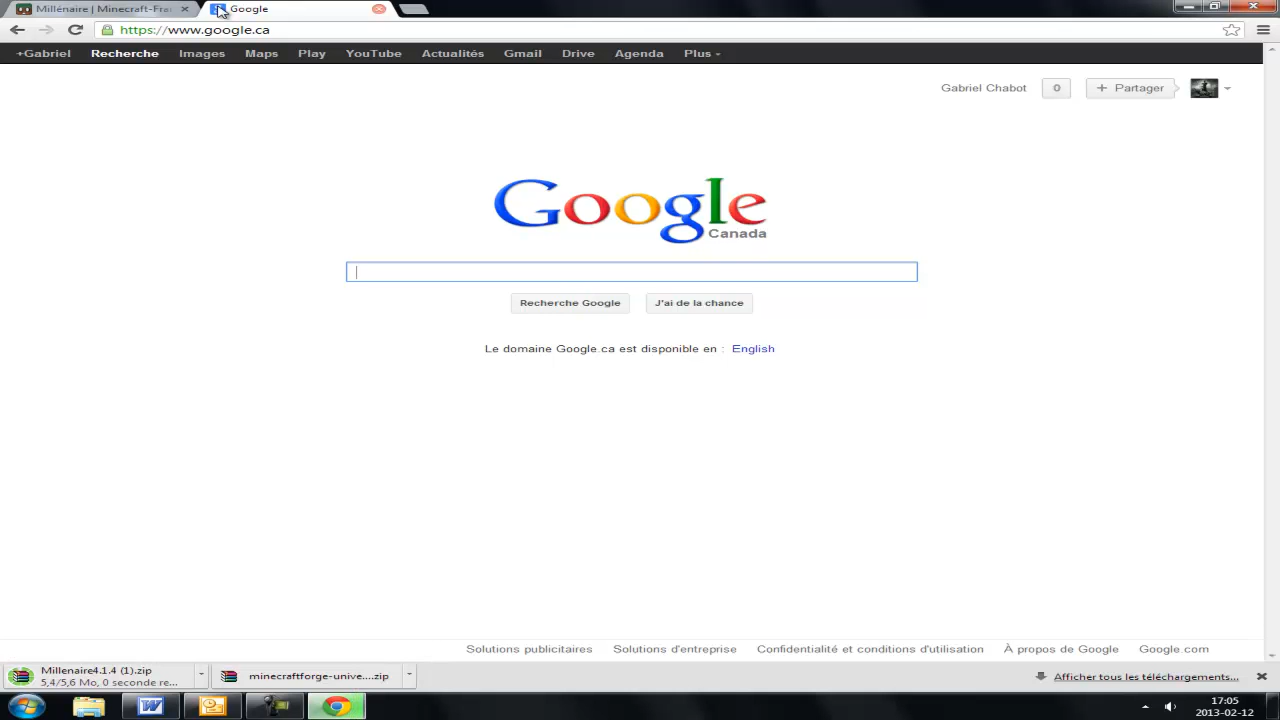 Millénaire | Minecraft-Fra
Google
https://www.google.ca
+Gabriel Recherche Images Maps Play YouTube Actualités Gmail Drive Agenda Plus
Gabriel Chabot 0 + Partager
Google
Canada
Recherche Google J'ai de la chance
Le domaine Google.ca est disponible en : English
Solutions publicitaires Solutions d'entreprise Confidentialité et conditions d'utilisation À propos de Google Google.com
Millenaire4.1.4 (1).zip
5,4/5,6 Mo, 0 seconde re...
minecraftforge-unive....zip
Afficher tous les téléchargements...
17:05
2013-02-12